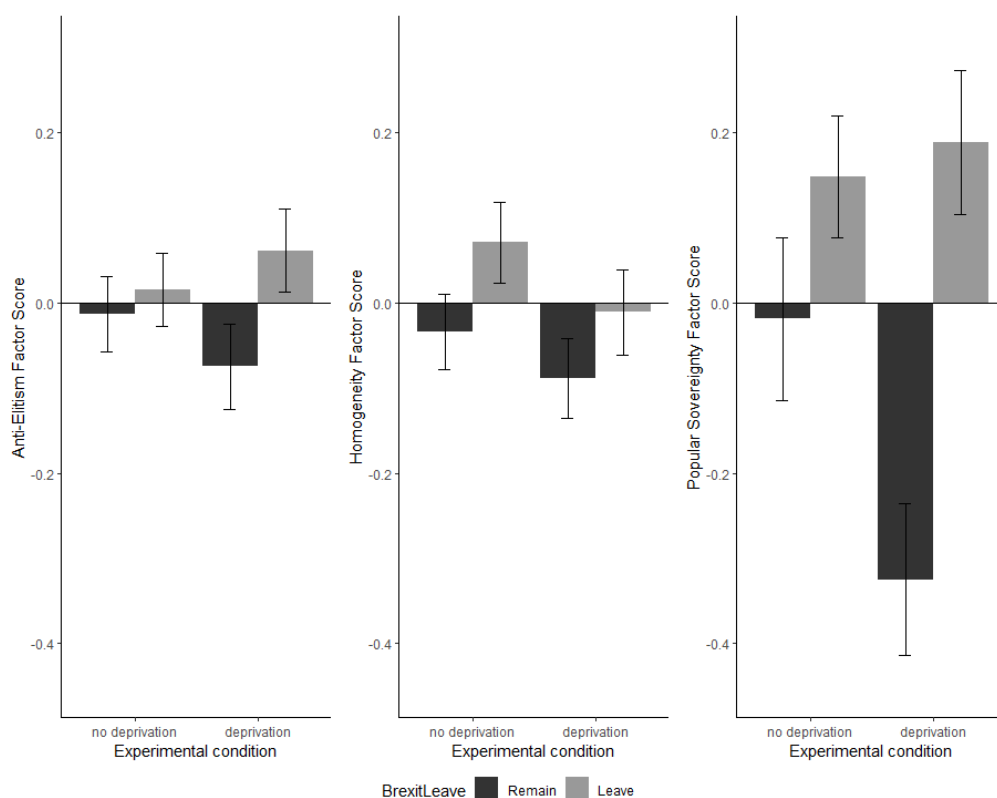 Anti-Elitism Factor Score
0.2
0.0
-0.2
-0.4
no deprivation
deprivation
Experimental condition
Homogeneity Factor Score
0.2
0.0
-0.2
-0.4
no deprivation
deprivation
Experimental condition
Popular Sovereignty Factor Score
0.2
0.0
-0.2
-0.4
no deprivation
deprivation
Experimental condition
BrexitLeave
Remain
Leave